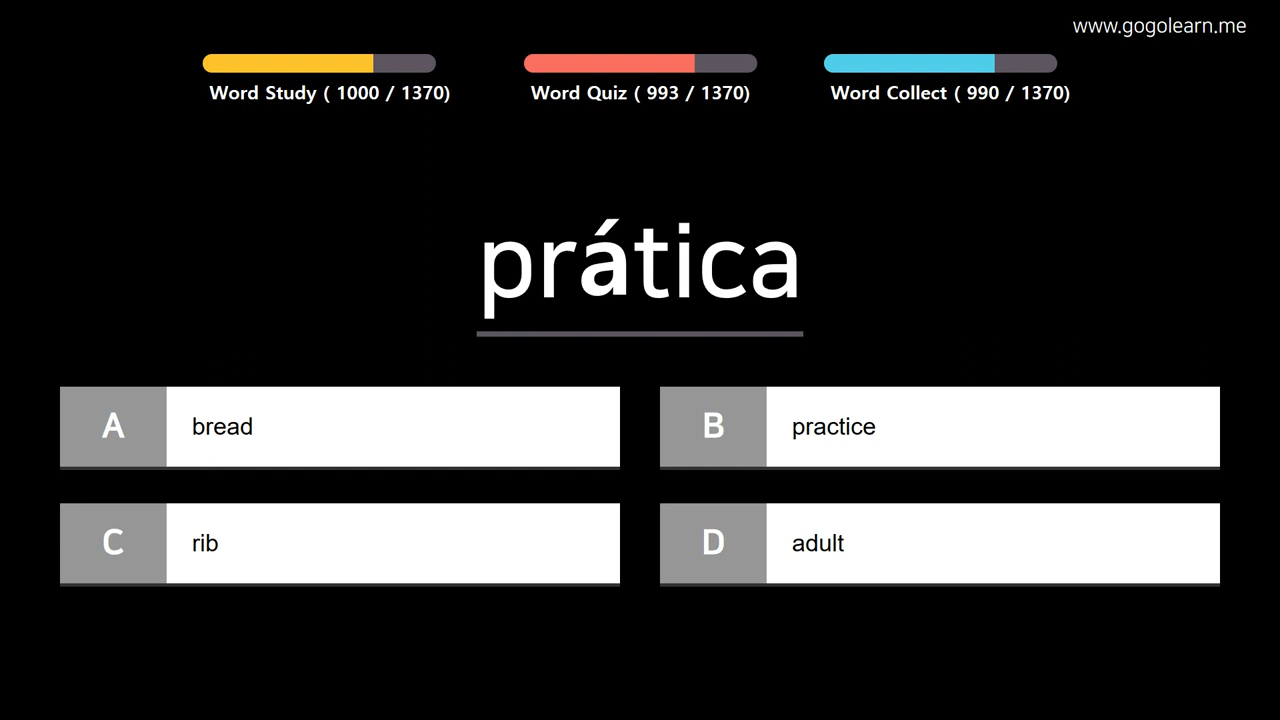 www.gogolearn.me
Word Study ( 1000 / 1370)
Word Quiz ( 993 / 1370)
Word Collect ( 990 / 1370)
prática
A bread
B practice
C rib
D adult